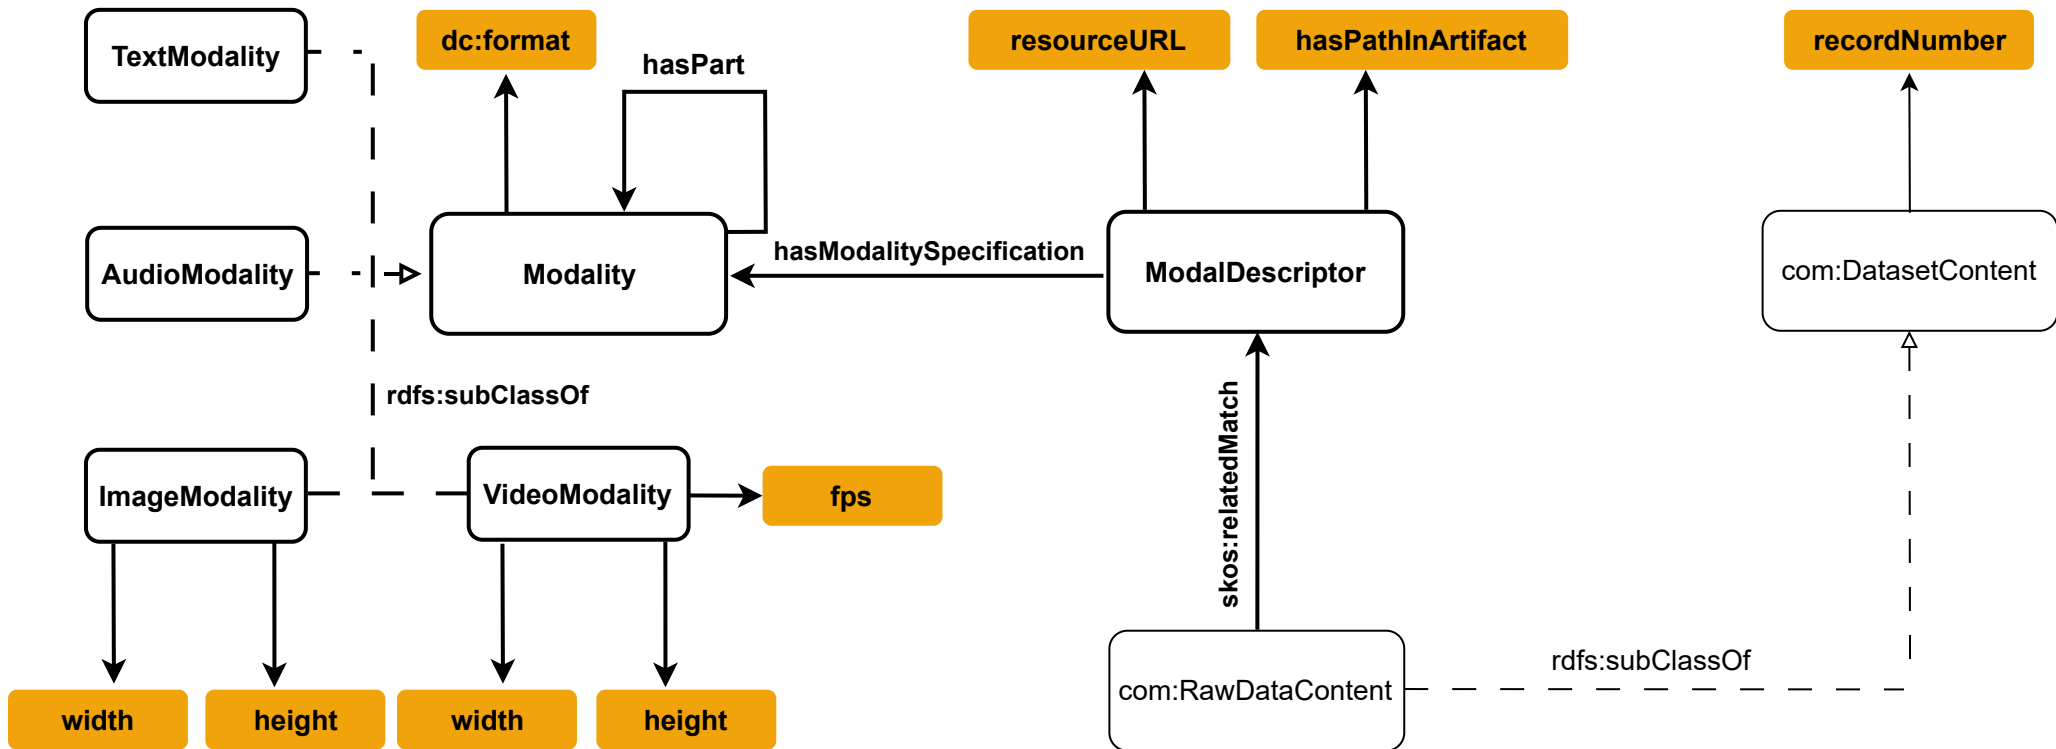 TextModality
dc:format
hasPart
resourceURL
hasPathInArtifact
recordNumber
AudioModality
Modality
hasModalitySpecification
ModalDescriptor
com:DatasetContent
rdfs:subClassOf
ImageModality
VideoModality
fps
skos:relatedMatch
width
height
width
height
com:RawDataContent
rdfs:subClassOf